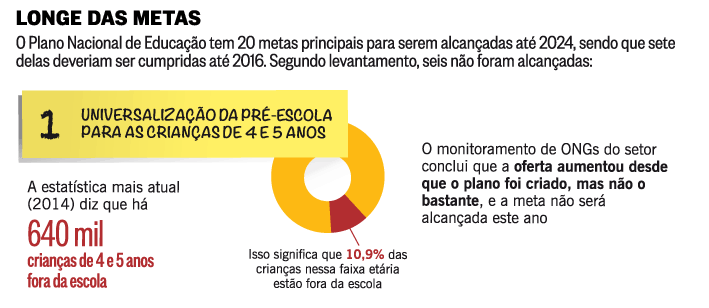 LONGE DAS METAS
O Plano Nacional de Educação tem 20 metas principais para serem alcançadas até 2024, sendo que sete
delas deveriam ser cumpridas até 2016. Segundo levantamento, seis não foram alcançadas:
1
UNIVERSALIZAÇÃO DA PRÉ-ESCOLA
PARA AS CRIANÇAS DE 4 E 5 ANOS
A estatística mais atual
(2014) diz que há
640 mil
crianças de 4 e 5 anos
fora da escola
Isso significa que 10,9% das
crianças nessa faixa etária
estão fora da escola
O monitoramento de ONGs do setor
conclui que a oferta aumentou desde
que o plano foi criado, mas não o
bastante, e a meta não será
alcançada este ano